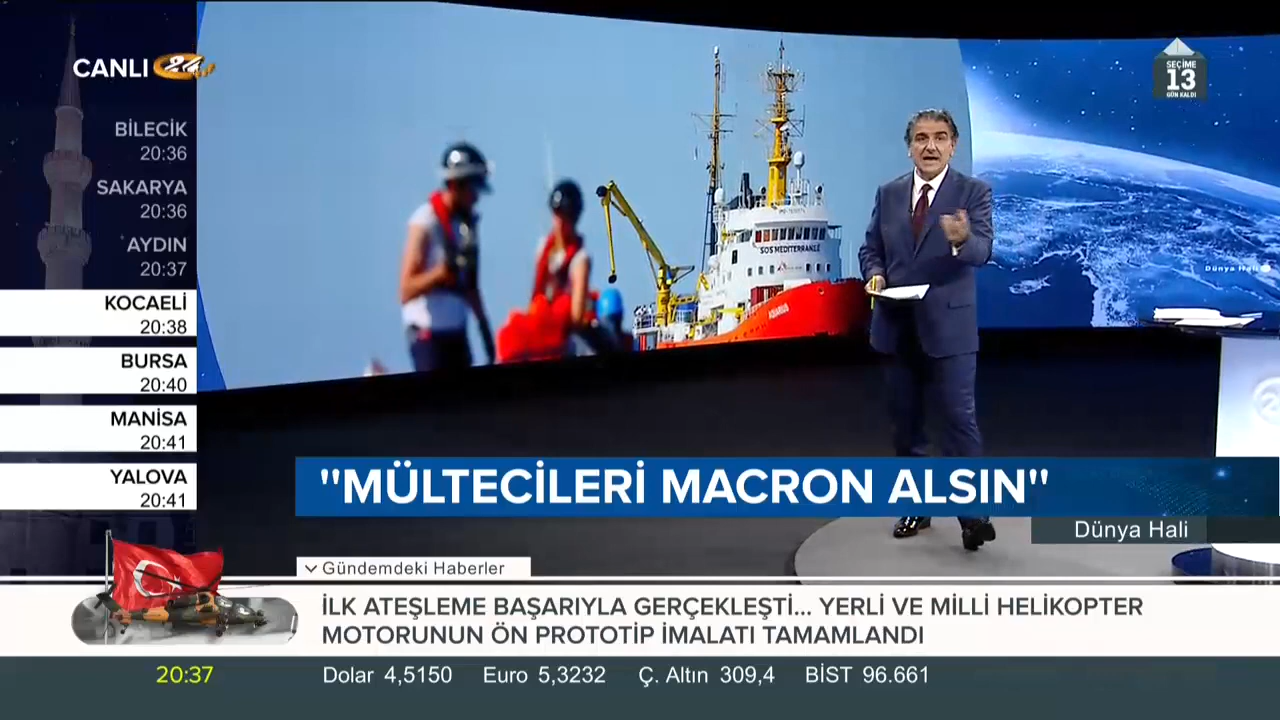 CANLI 24
SEÇİME
13
GÜN KALDI
BİLECİK
20:36
SAKARYA
20:36
AYDIN
20:37
KOCAELİ
20:38
BURSA
20:40
MANİSA
20:41
YALOVA
20:41
SOS MEDITERRANEE
AQUARIUS
Dünya Hali
"MÜLTECİLERİ MACRON ALSIN"
Dünya Hali
Gündemdeki Haberler
İLK ATEŞLEME BAŞARIYLA GERÇEKLEŞTİ... YERLİ VE MİLLİ HELİKOPTER
MOTORUNUN ÖN PROTOTİP İMALATI TAMAMLANDI
20:37 Dolar 4,5150 Euro 5,3232 Ç. Altın 309,4 BİST 96.661